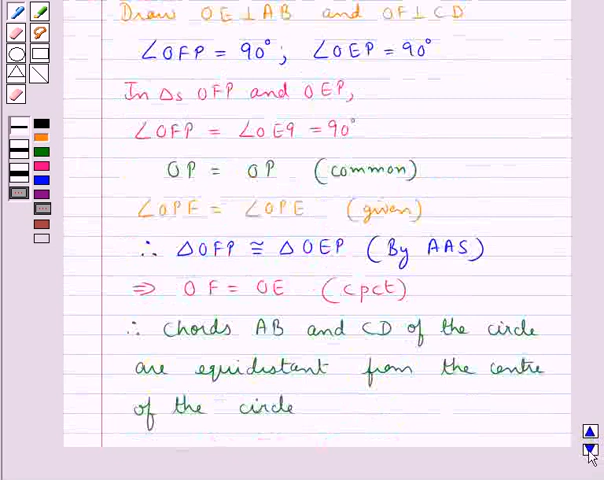 Draw OE ⊥ AB and OF ⊥ CD
∠OFP = 90° ; ∠OEP = 90°
In Δs OFP and OEP,
∠OFP = ∠OE9 = 90°
OP = OP (common)
∠OPF = ∠OPE (given)
∴ ΔOFP ≅ ΔOEP (By AAS)
⇒ OF = OE (cpct)
∴ Chords AB and CD of the circle
are equidistant from the centre
of the circle